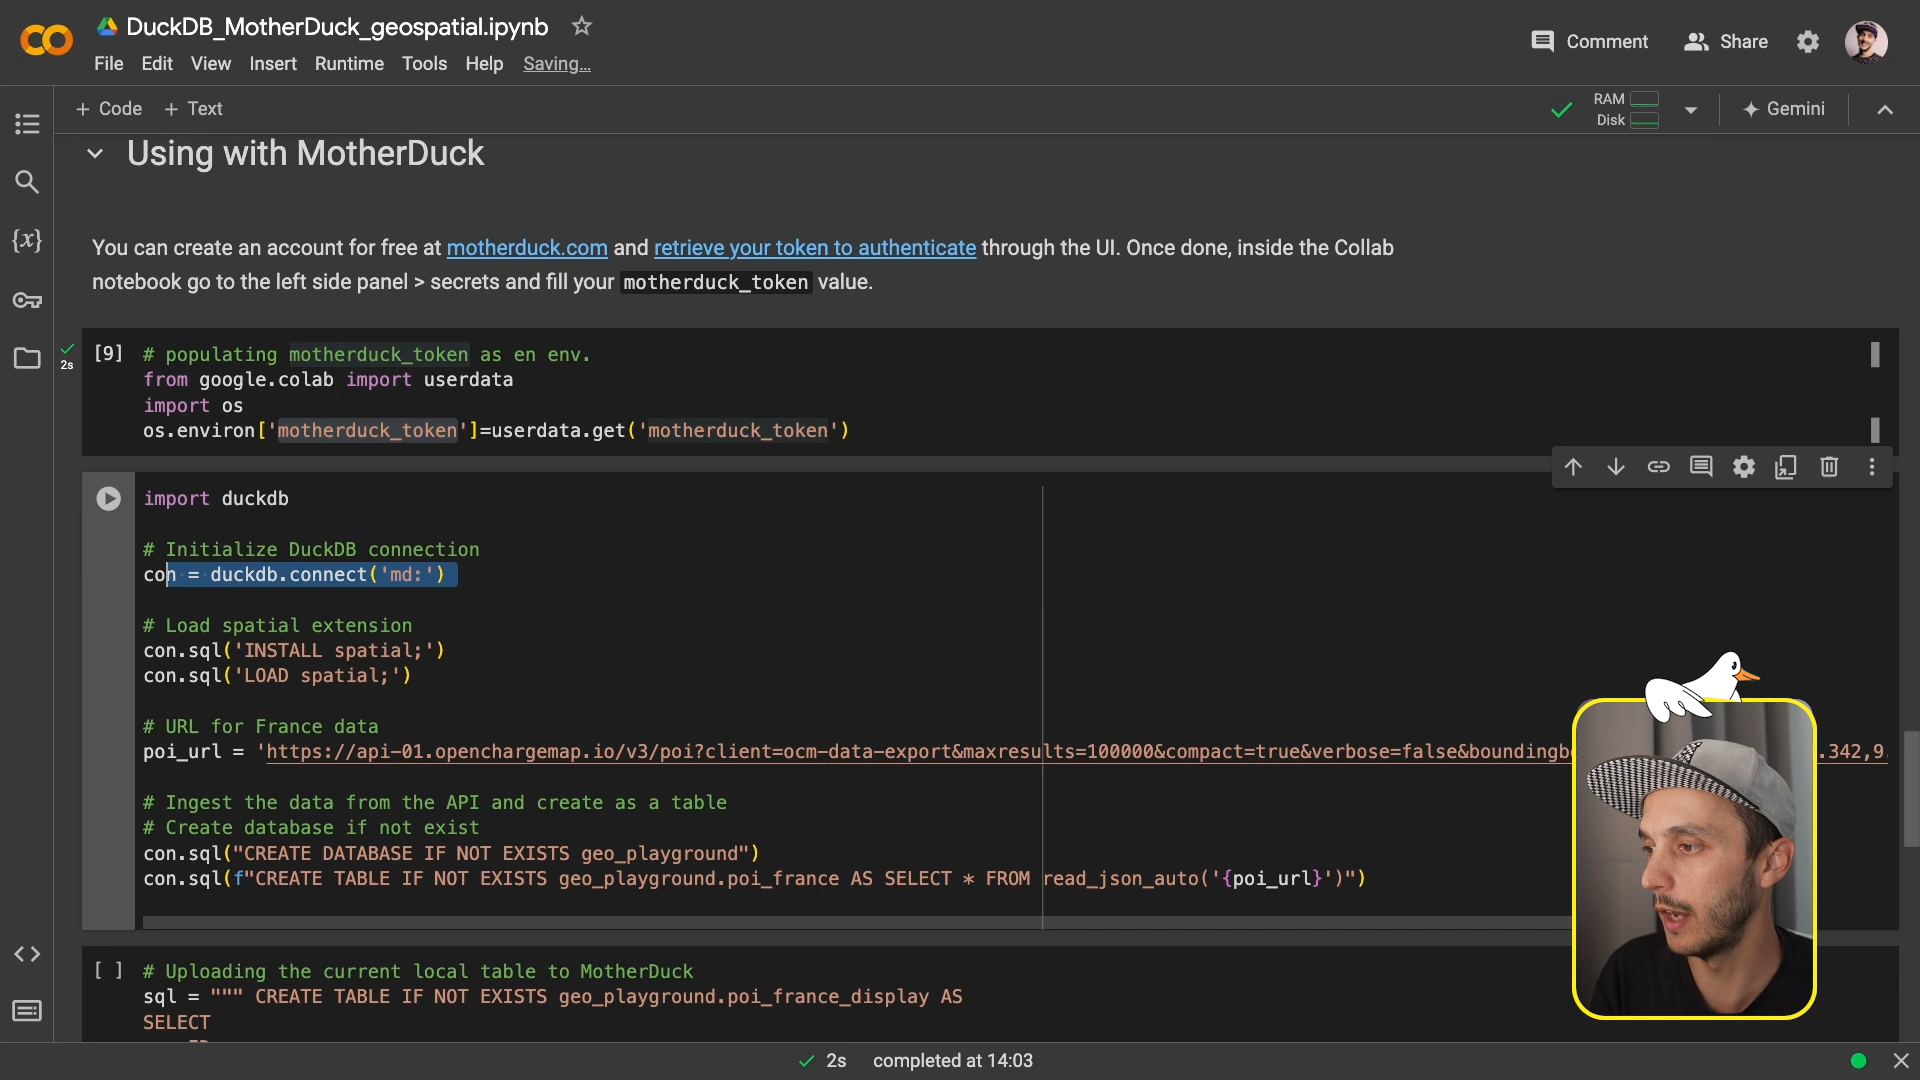 DuckDB_MotherDuck_geospatial.ipynb
File Edit View Insert Runtime Tools Help Saving...
Comment Share
+ Code + Text
RAM
Disk
Gemini
Using with MotherDuck
You can create an account for free at motherduck.com and retrieve your token to authenticate through the UI. Once done, inside the Collab
notebook go to the left side panel > secrets and fill your motherduck_token value.
2s
[9] # populating motherduck_token as en env.
from google.colab import userdata
import os
os.environ['motherduck_token']=userdata.get('motherduck_token')
import duckdb
# Initialize DuckDB connection
con = duckdb.connect('md:')
# Load spatial extension
con.sql('INSTALL spatial;')
con.sql('LOAD spatial;')
# URL for France data
poi_url = 'https://api-01.openchargemap.io/v3/poi?client=ocm-data-export&maxresults=100000&compact=true&verbose=false&boundingb .342,9.
# Ingest the data from the API and create as a table
# Create database if not exist
con.sql("CREATE DATABASE IF NOT EXISTS geo_playground")
con.sql(f"CREATE TABLE IF NOT EXISTS geo_playground.poi_france AS SELECT * FROM read_json_auto('{poi_url}')")
[ ] # Uploading the current local table to MotherDuck
sql = """ CREATE TABLE IF NOT EXISTS geo_playground.poi_france_display AS
SELECT
2s completed at 14:03